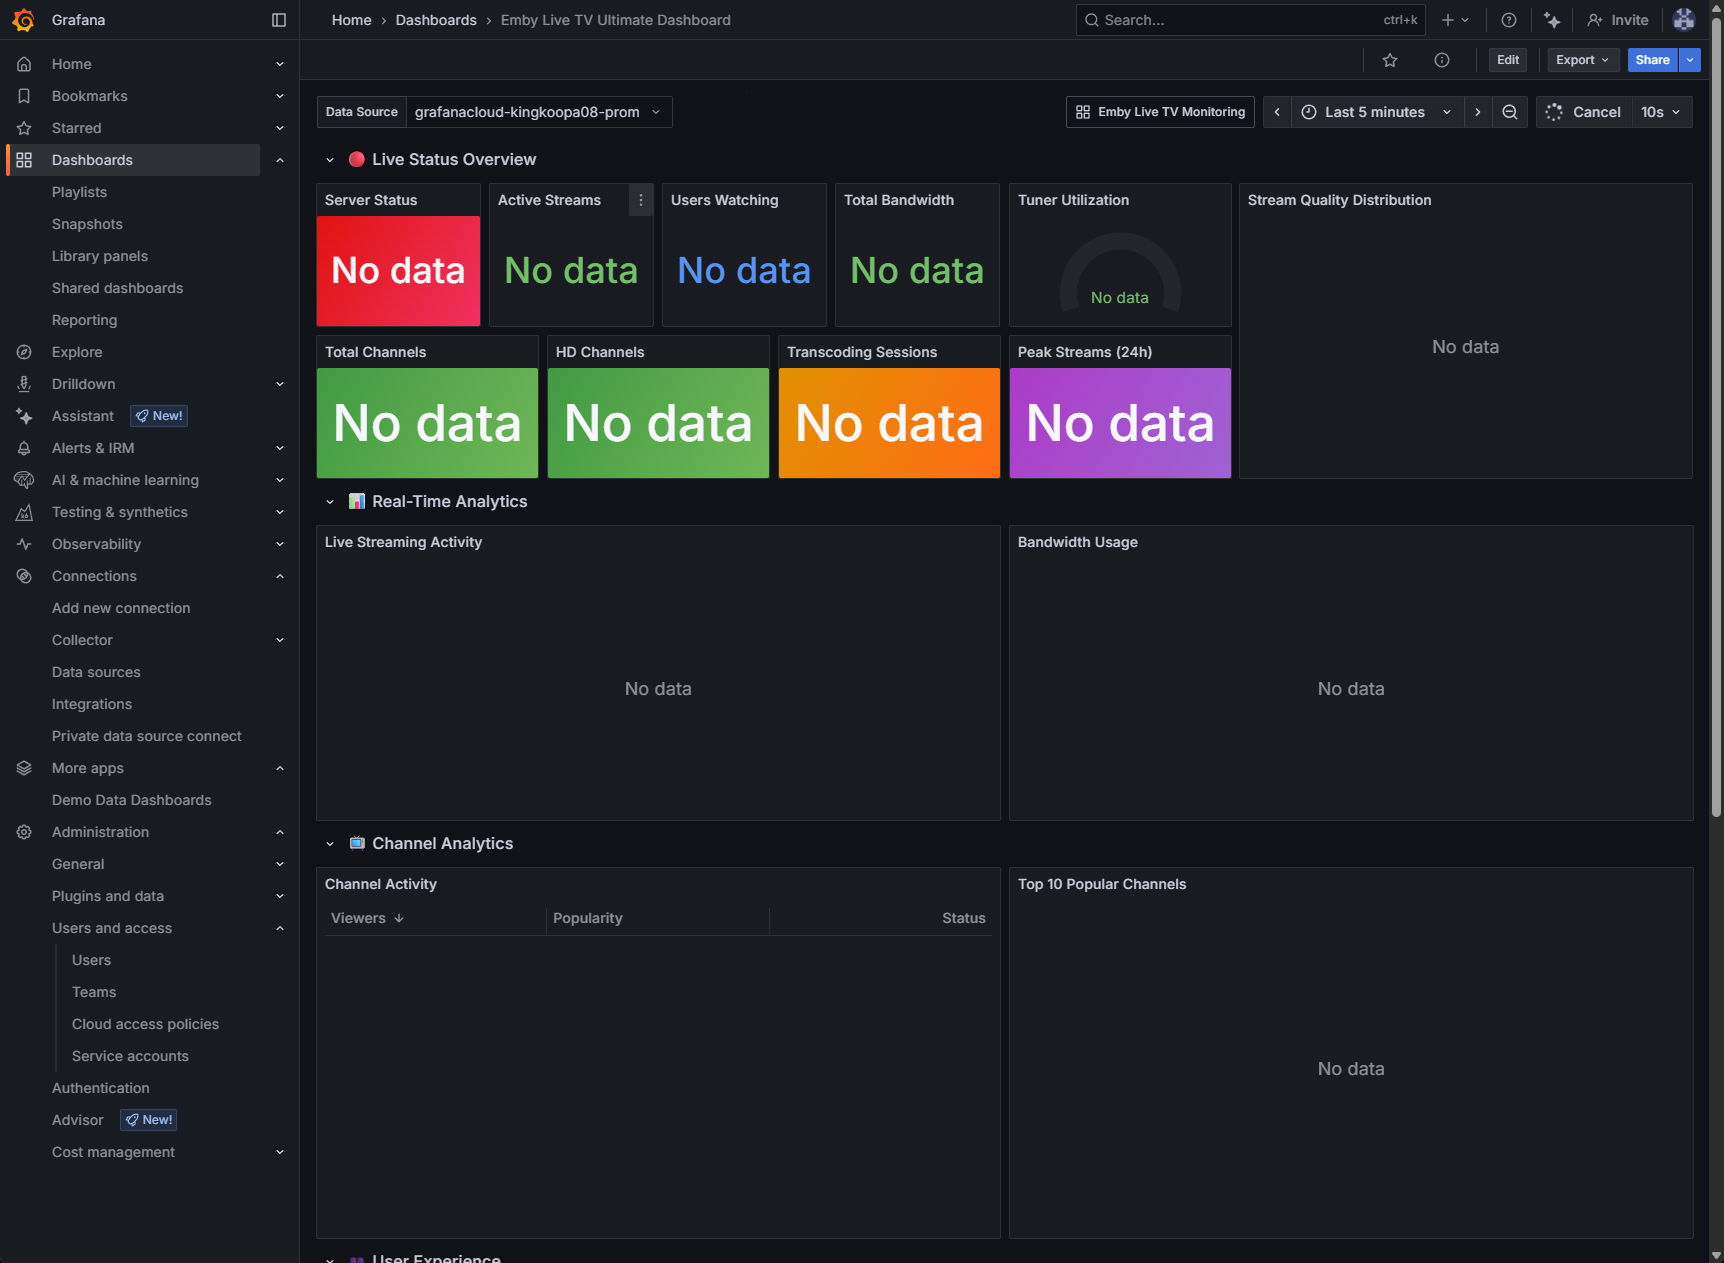 Grafana
Home
Bookmarks
Starred
Dashboards
Playlists
Snapshots
Library panels
Shared dashboards
Reporting
Explore
Drilldown
Assistant New!
Alerts & IRM
AI & machine learning
Testing & synthetics
Observability
Connections
Add new connection
Collector
Data sources
Integrations
Private data source connect
More apps
Demo Data Dashboards
Administration
General
Plugins and data
Users and access
Users
Teams
Cloud access policies
Service accounts
Authentication
Advisor New!
Cost management
Home › Dashboards › Emby Live TV Ultimate Dashboard
Search... ctrl+k
Invite
Edit Export Share
Data Source grafanacloud-kingkoopa08-prom
Emby Live TV Monitoring Last 5 minutes Cancel 10s
Live Status Overview
Server Status
No data
Active Streams
No data
Users Watching
No data
Total Bandwidth
No data
Tuner Utilization
No data
Stream Quality Distribution
No data
Total Channels
No data
HD Channels
No data
Transcoding Sessions
No data
Peak Streams (24h)
No data
Real-Time Analytics
Live Streaming Activity
No data
Bandwidth Usage
No data
Channel Analytics
Channel Activity
Viewers Popularity Status
Top 10 Popular Channels
No data
User Experience